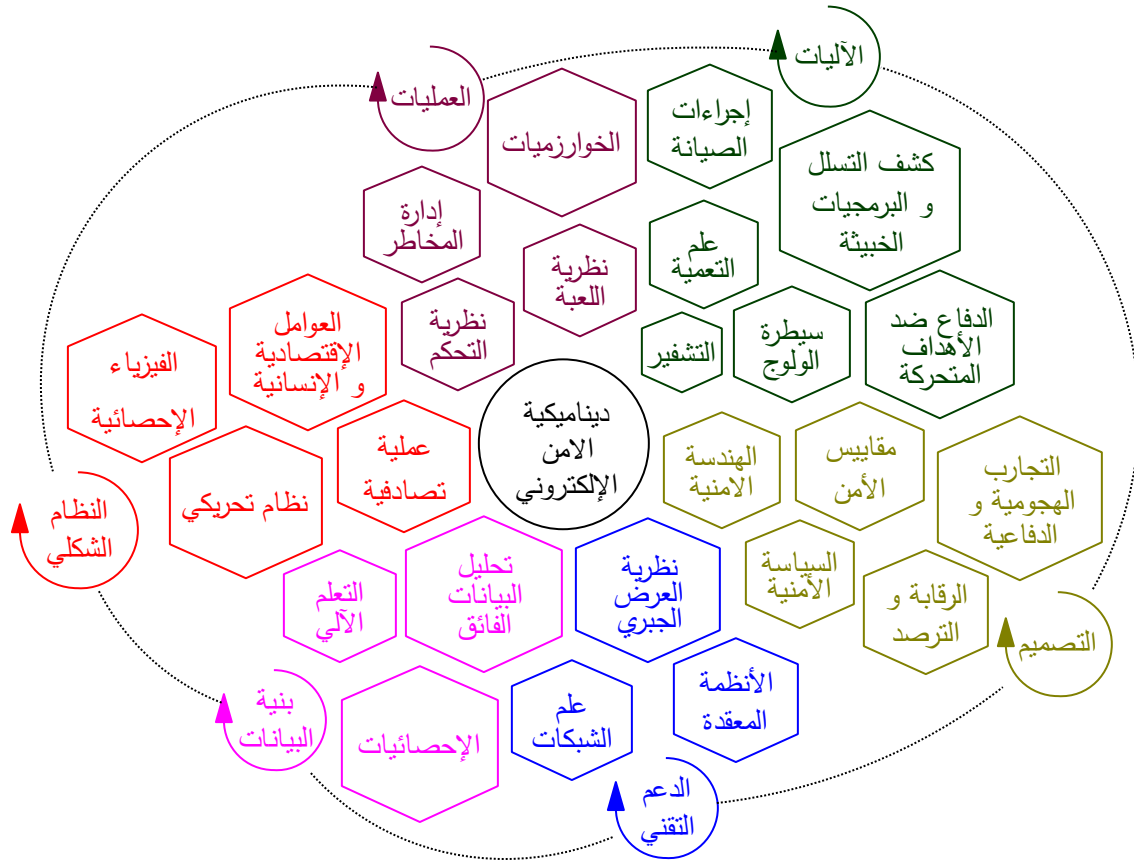 الآليات
العمليات
إجراءات
الصيانة
الخوارزميات
كشف التسلل
و البرمجيات
الخبيثة
إدارة
المخاطر
علم
التعمية
نظرية
اللعبة
العوامل
الإقتصادية
و الإنسانية
نظرية
التحكم
التشفير
سيطرة
الولوج
الدفاع ضد
الأهداف
المتحركة
الفيزياء
الإحصائية
ديناميكية
الامن
الإلكتروني
عملية
تصادفية
الهندسة
الامنية
مقاييس
الأمن
التجارب
الهجومية و
الدفاعية
نظام تحريكي
النظام
الشكلي
التعلم
الآلي
تحليل
البيانات
الفائق
نظرية
العرض
الجبري
السياسة
الأمنية
الرقابة و
الترصد
التصميم
بنية
البيانات
الإحصائيات
علم
الشبكات
الأنظمة
المعقدة
الدعم
التقني